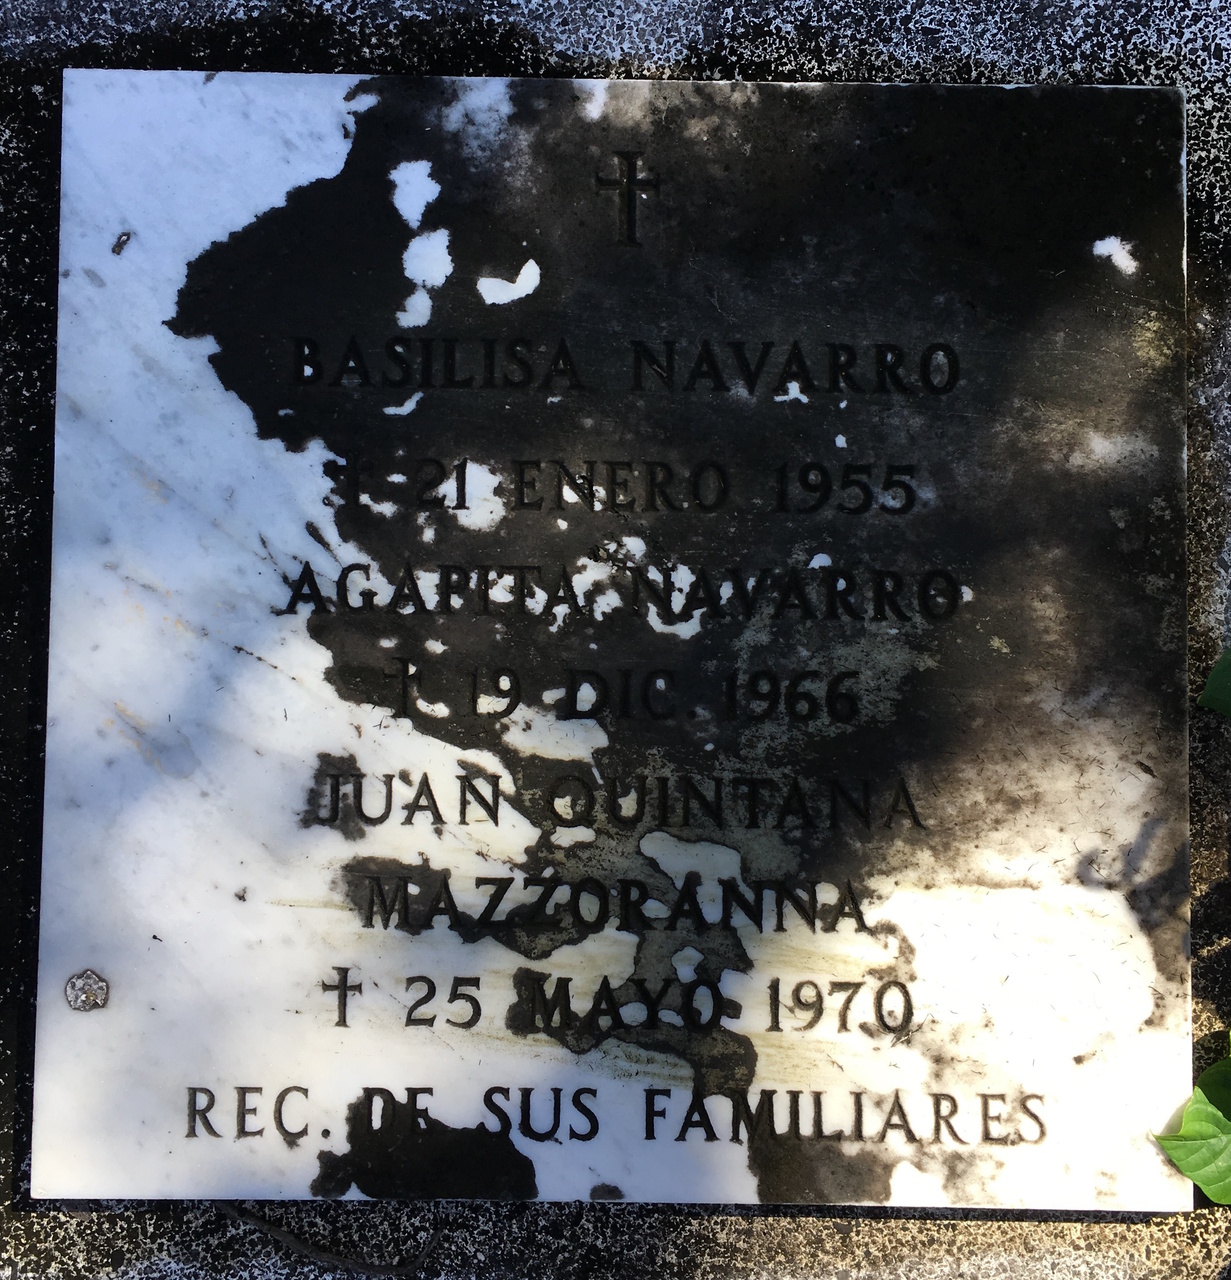 BASILISA NAVARRO
† 21 ENERO 1955
AGAPITA NAVARRO
† 19 DIC. 1966
JUAN QUINTANA
MAZZORANNA
† 25 MAYO 1970
REC. DE SUS FAMILIARES